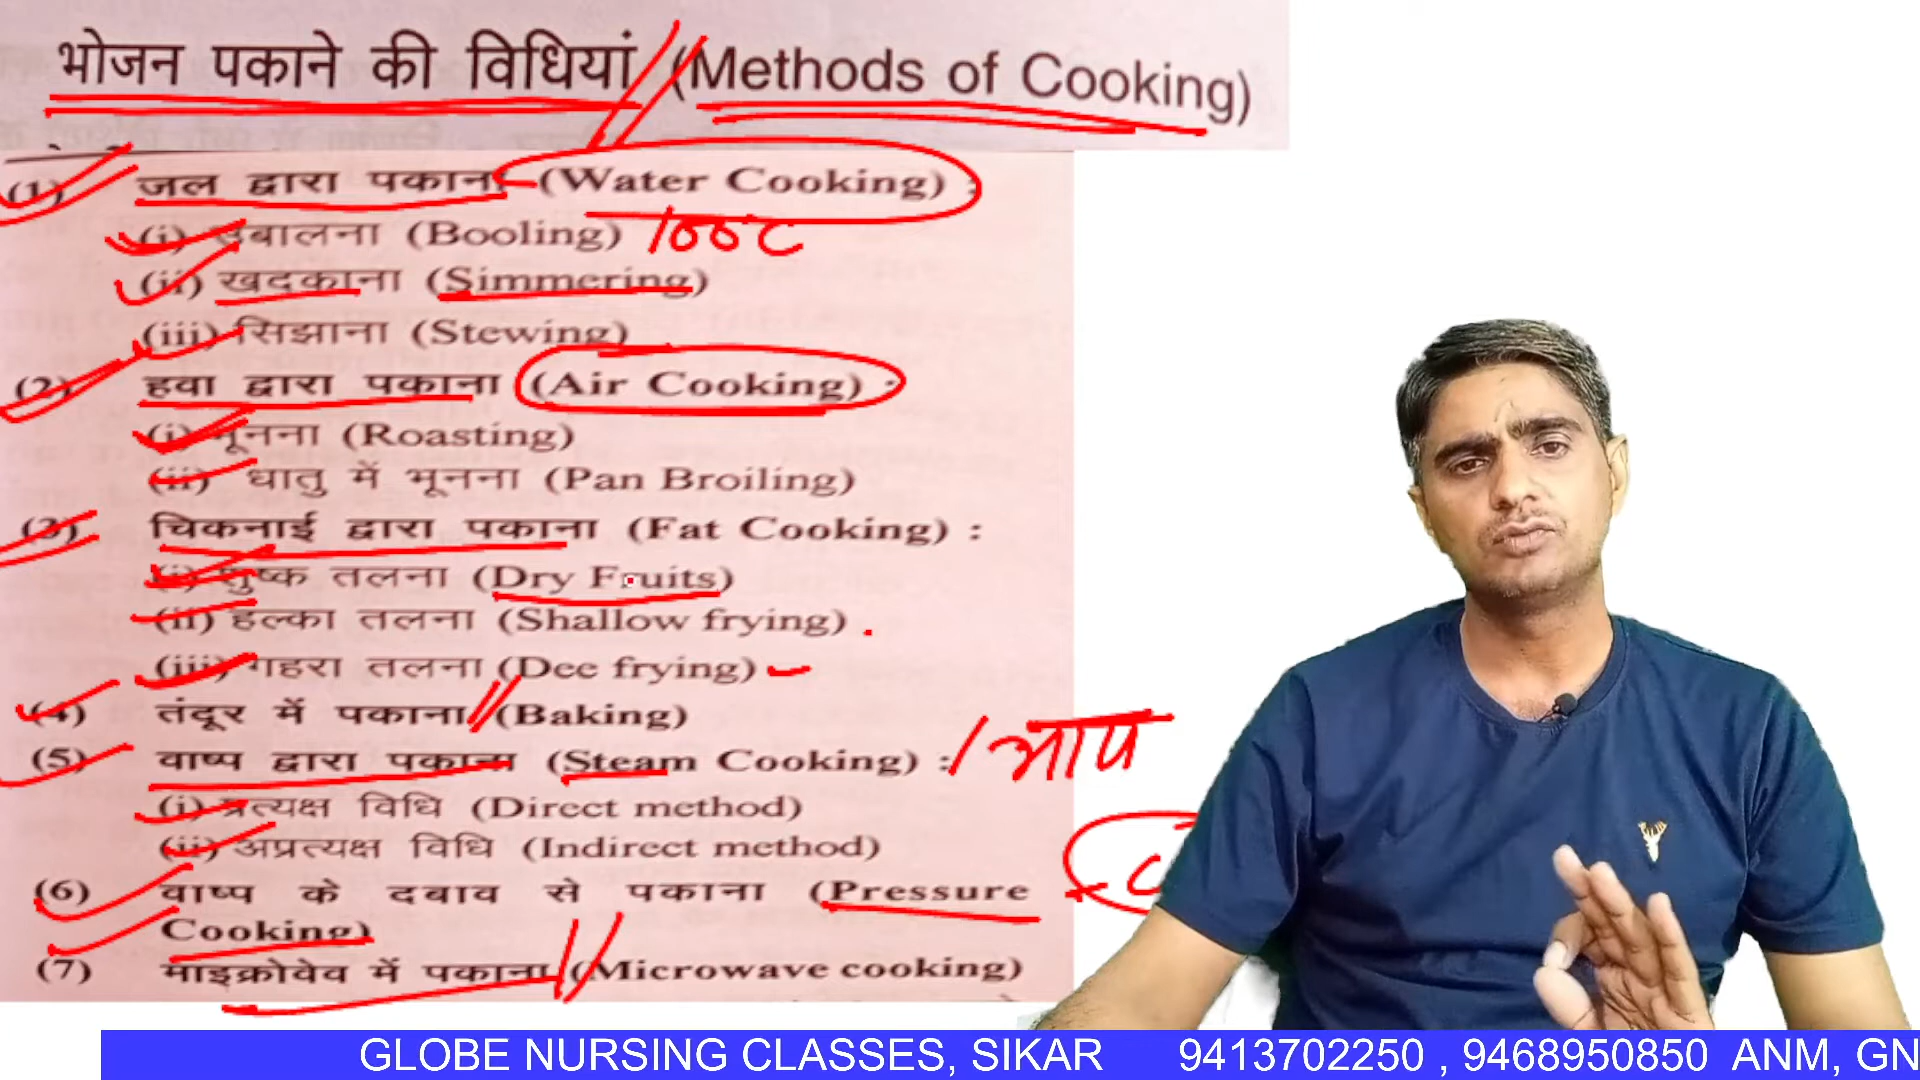 भोजन पकाने की विधियां (Methods of Cooking)
(1) जल द्वारा पकाना (Water Cooking) :
(i) उबालना (Booling) 100°C
(ii) खदकाना (Simmering)
(iii) सिझाना (Stewing)
(2) हवा द्वारा पकाना (Air Cooking) :
(i) भूनना (Roasting)
(ii) धातु में भूनना (Pan Broiling)
(3) चिकनाई द्वारा पकाना (Fat Cooking) :
(i) शुष्क तलना (Dry Fruits)
(ii) हल्का तलना (Shallow frying)
(iii) गहरा तलना (Dee frying)
(4) तंदूर में पकाना (Baking)
(5) वाष्प द्वारा पकाना (Steam Cooking) : भाप
(i) प्रत्यक्ष विधि (Direct method)
(ii) अप्रत्यक्ष विधि (Indirect method)
(6) वाष्प के दबाव से पकाना (Pressure
Cooking)
(7) माइक्रोवेव में पकाना (Microwave cooking)
GLOBE NURSING CLASSES, SIKAR 9413702250 , 9468950850 ANM, GN